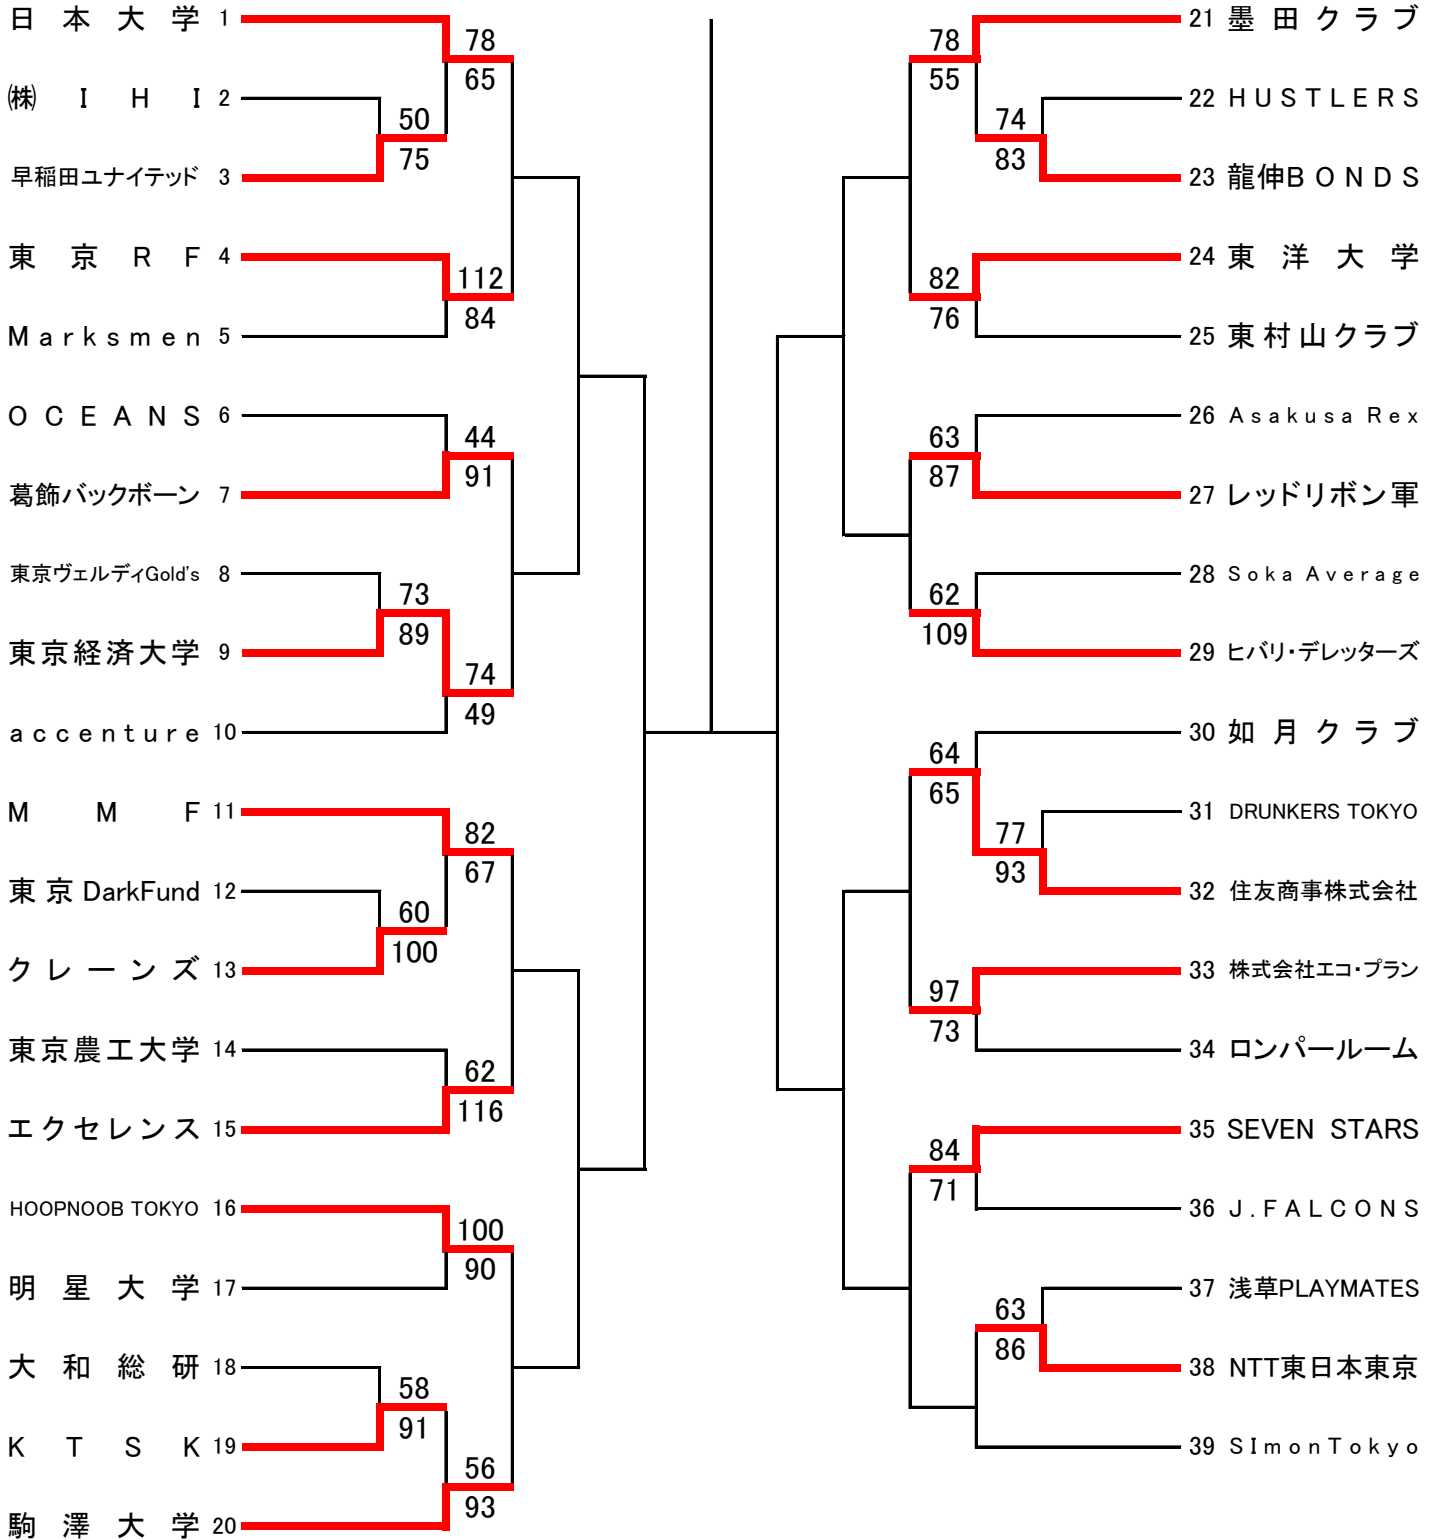 日本大学 1
㈱ I H I 2
早稲田ユナイテッド 3
東京RF 4
Marksmen 5
OCEANS 6
葛飾バックボーン 7
東京ヴェルディGold's 8
東京経済大学 9
accenture 10
MMF 11
東京DarkFund 12
クレーンズ 13
東京農工大学 14
エクセレンス 15
HOOPNOOB TOKYO 16
明星大学 17
大和総研 18
KTSK 19
駒澤大学 20
78
65
50
75
112
84
44
91
73
89
74
49
82
67
60
100
62
116
100
90
58
91
56
93
78
55
74
83
82
76
63
87
62
109
64
65
77
93
97
73
84
71
63
86
21 墨田クラブ
22 HUSTLERS
23 龍伸BONDS
24 東洋大学
25 東村山クラブ
26 Asakusa Rex
27 レッドリボン軍
28 Soka Average
29 ヒバリ・デレッターズ
30 如月クラブ
31 DRUNKERS TOKYO
32 住友商事株式会社
33 株式会社エコ・プラン
34 ロンパールーム
35 SEVEN STARS
36 J.FALCONS
37 浅草PLAYMATES
38 NTT東日本東京
39 SImonTokyo